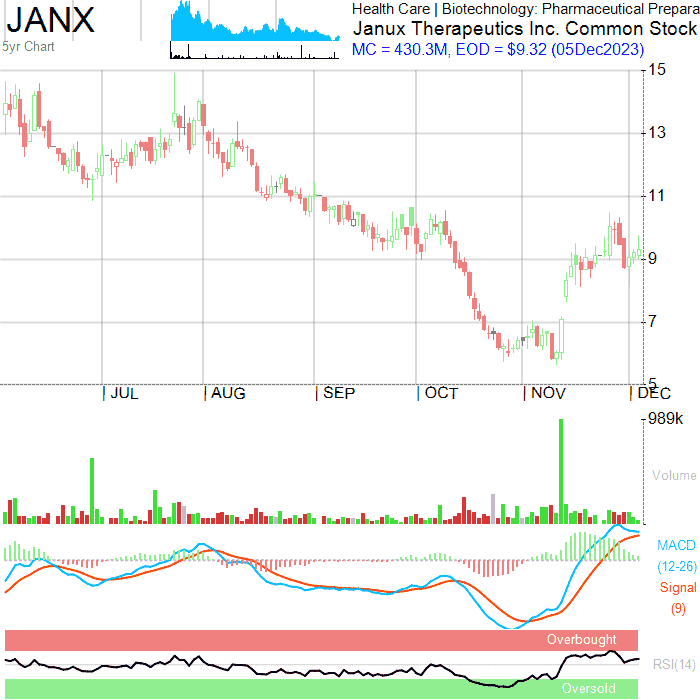 JANX
5yr Chart
Health Care | Biotechnology: Pharmaceutical Prepara
Janux Therapeutics Inc. Common Stock
MC = 430.3M, EOD = $9.32 (05Dec2023)
15
13
11
9
7
5
| JUL | AUG | SEP | OCT | NOV | DEC
989k
Volume
MACD
(12-26)
Signal
(9)
Overbought
RSI(14)
Oversold